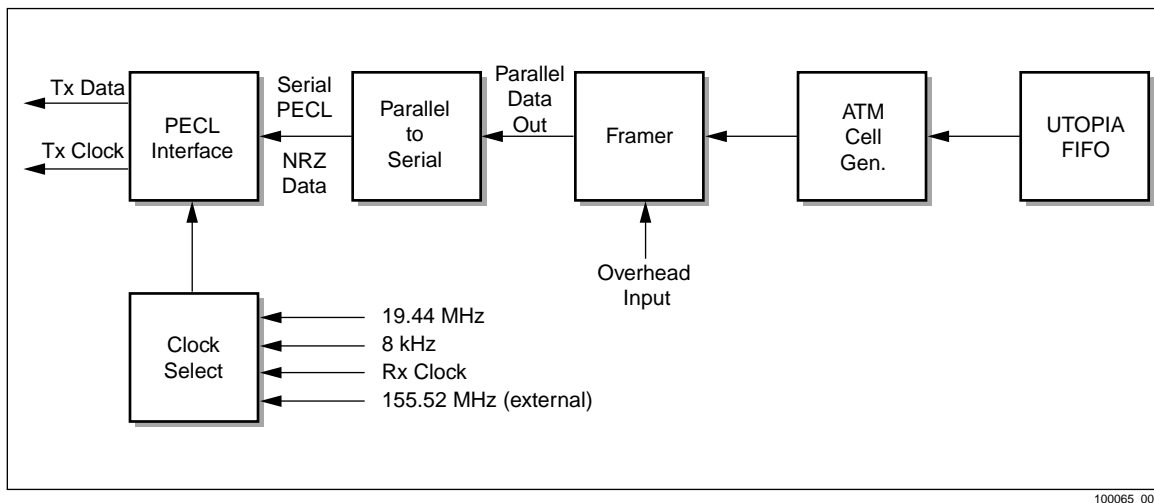 Tx Data
Tx Clock
PECL
Interface
Serial
PECL
NRZ
Data
Parallel
to
Serial
Parallel
Data
Out
Framer
Overhead
Input
ATM
Cell
Gen.
UTOPIA
FIFO
Clock
Select
19.44 MHz
8 kHz
Rx Clock
155.52 MHz (external)
100065_00